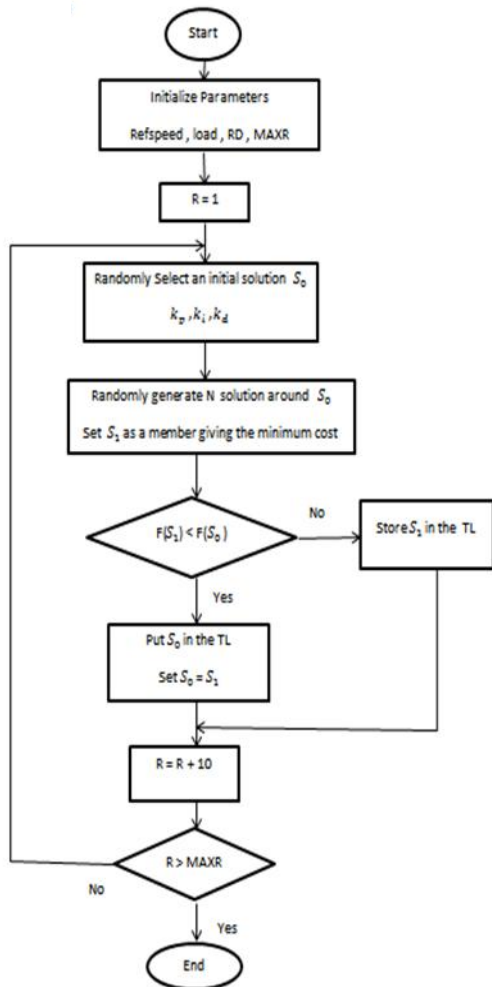 Start
Initialize Parameters
Refspeed , load , RD , MAXR
R = 1
Randomly Select an initial solution S₀
kₚ , kᵢ , k_d
Randomly generate N solution around S₀
Set S₁ as a member giving the minimum cost
F(S₁) < F(S₀)
No
Store S₁ in the TL
Yes
Put S₀ in the TL
Set S₀ = S₁
R = R + 10
R > MAXR
No
Yes
End